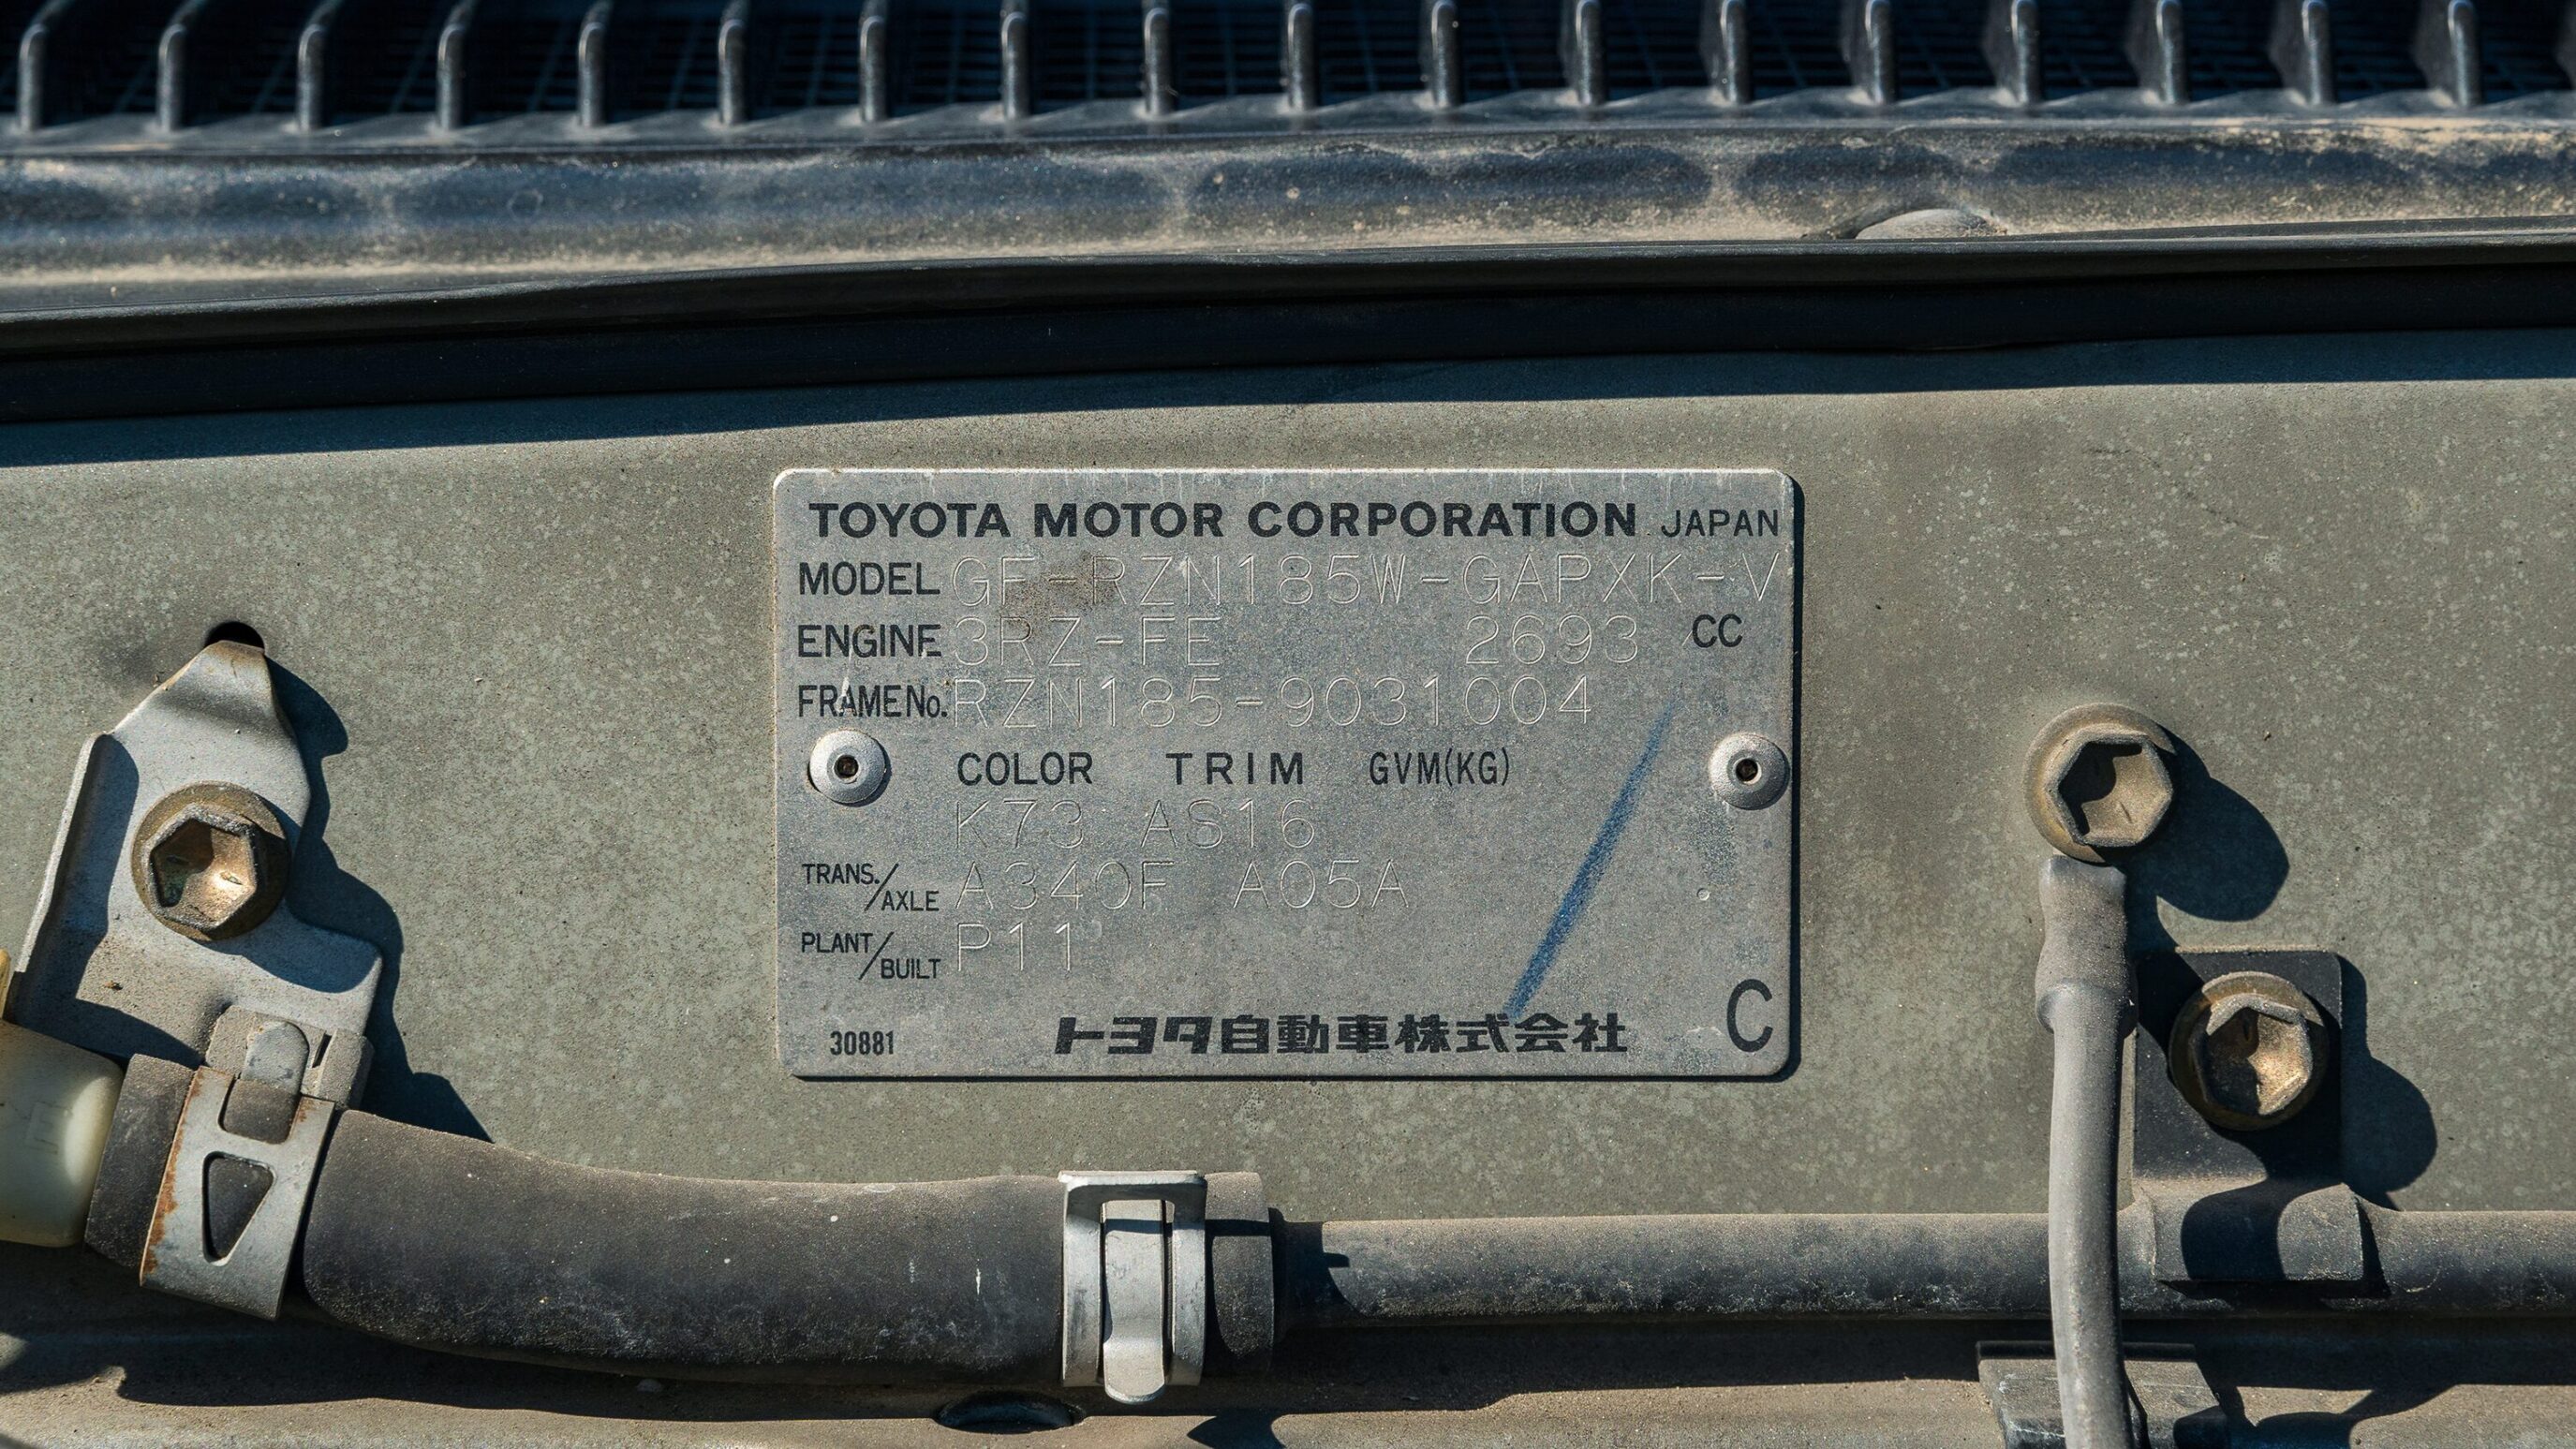 TOYOTA MOTOR CORPORATION JAPAN
MODEL GF-RZN185W-GAPXK-V
ENGINE 3RZ-FE 2693 CC
FRAME No. RZN185-9031004
COLOR TRIM GVM(KG)
K73 AS16
TRANS./AXLE A340F A05A
PLANT/BUILT P11
30881 トヨタ自動車株式会社 C